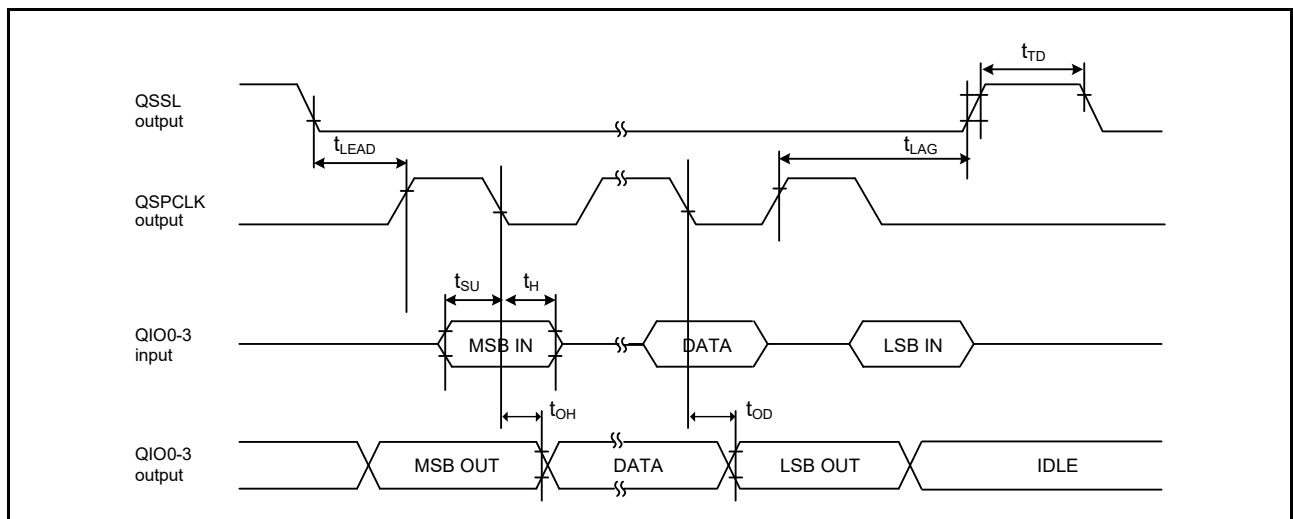 tTD
QSSL
output
tLEAD
tLAG
QSPCLK
output
tSU
tH
QIO0-3
input
MSB IN
DATA
LSB IN
tOH
tOD
QIO0-3
output
MSB OUT
DATA
LSB OUT
IDLE